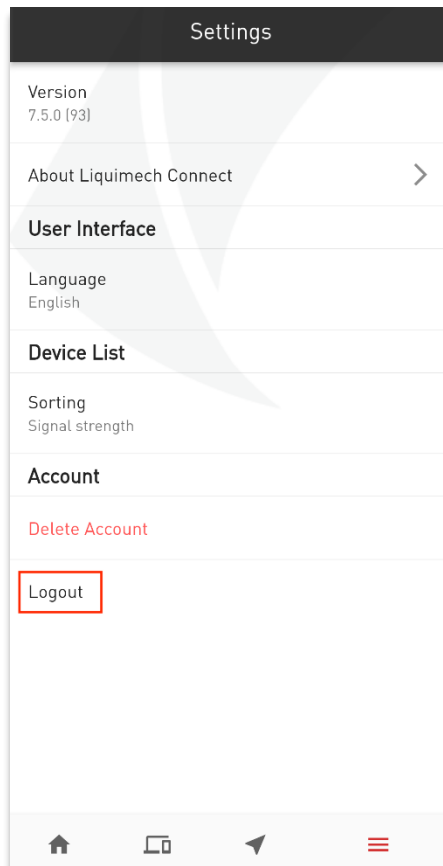 Settings
Version
7.5.0 (93)
About Liquimech Connect
User Interface
Language
English
Device List
Sorting
Signal strength
Account
Delete Account
Logout